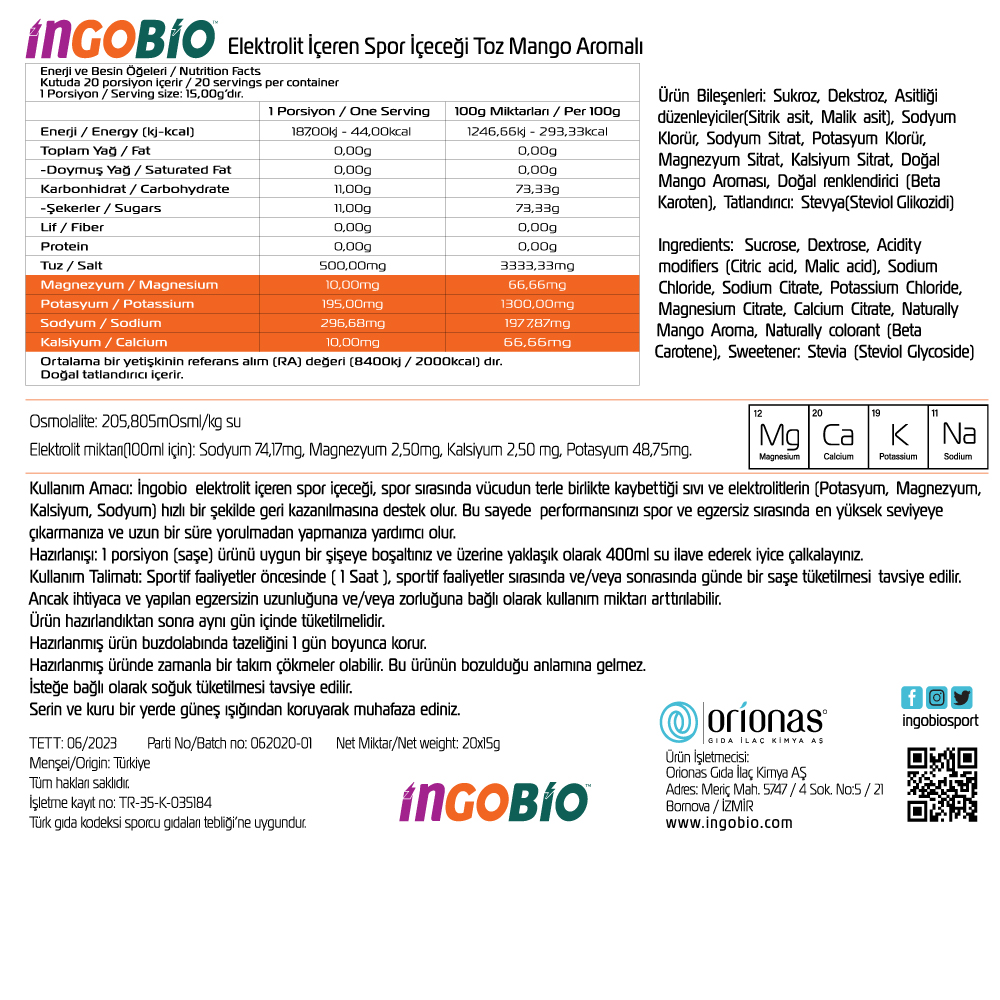 İNGOBİO™ Elektrolit İçeren Spor İçeceği Toz Mango Aromalı
Enerji ve Besin Öğeleri / Nutrition Facts
Kutuda 20 porsiyon içerir / 20 servings per container
1 Porsiyon / Serving size: 15,00g'dır.
1 Porsiyon / One Serving 100g Miktarları / Per 100g
Enerji / Energy (kj-kcal) 187,00kj - 44,00kcal 1246,66kj - 293,33kcal
Toplam Yağ / Fat 0,00g 0,00g
-Doymuş Yağ / Saturated Fat 0,00g 0,00g
Karbonhidrat / Carbohydrate 11,00g 73,33g
-Şekerler / Sugars 11,00g 73,33g
Lif / Fiber 0,00g 0,00g
Protein 0,00g 0,00g
Tuz / Salt 500,00mg 3333,33mg
Magnezyum / Magnesium 10,00mg 66,66mg
Potasyum / Potassium 195,00mg 1300,00mg
Sodyum / Sodium 296,68mg 1977,87mg
Kalsiyum / Calcium 10,00mg 66,66mg
Ortalama bir yetişkinin referans alım (RA) değeri (8400kj / 2000kcal) dır.
Doğal tatlandırıcı içerir.
Ürün Bileşenleri: Sukroz, Dekstroz, Asitliği
düzenleyiciler(Sitrik asit, Malik asit), Sodyum
Klorür, Sodyum Sitrat, Potasyum Klorür,
Magnezyum Sitrat, Kalsiyum Sitrat, Doğal
Mango Aroması, Doğal renklendirici (Beta
Karoten), Tatlandırıcı: Stevya(Steviol Glikozidi)
Ingredients: Sucrose, Dextrose, Acidity
modifiers (Citric acid, Malic acid), Sodium
Chloride, Sodium Citrate, Potassium Chloride,
Magnesium Citrate, Calcium Citrate, Naturally
Mango Aroma, Naturally colorant (Beta
Carotene), Sweetener: Stevia (Steviol Glycoside)
Osmolalite: 205,805mOsml/kg su
Elektrolit miktarı(100ml için): Sodyum 74,17mg, Magnezyum 2,50mg, Kalsiyum 2,50 mg, Potasyum 48,75mg.
12 20 19 11
Mg Ca K Na
Magnesium Calcium Potassium Sodium
Kullanım Amacı: İngobio elektrolit içeren spor içeceği, spor sırasında vücudun terle birlikte kaybettiği sıvı ve elektrolitlerin (Potasyum, Magnezyum,
Kalsiyum, Sodyum) hızlı bir şekilde geri kazanılmasına destek olur. Bu sayede performansınızı spor ve egzersiz sırasında en yüksek seviyeye
çıkarmanıza ve uzun bir süre yorulmadan yapmanıza yardımcı olur.
Hazırlanışı: 1 porsiyon (saşe) ürünü uygun bir şişeye boşaltınız ve üzerine yaklaşık olarak 400ml su ilave ederek iyice çalkalayınız.
Kullanım Talimatı: Sportif faaliyetler öncesinde ( 1 Saat ), sportif faaliyetler sırasında ve/veya sonrasında günde bir saşe tüketilmesi tavsiye edilir.
Ancak ihtiyaca ve yapılan egzersizin uzunluğuna ve/veya zorluğuna bağlı olarak kullanım miktarı arttırılabilir.
Ürün hazırlandıktan sonra aynı gün içinde tüketilmelidir.
Hazırlanmış ürün buzdolabında tazeliğini 1 gün boyunca korur.
Hazırlanmış üründe zamanla bir takım çökmeler olabilir. Bu ürünün bozulduğu anlamına gelmez.
İsteğe bağlı olarak soğuk tüketilmesi tavsiye edilir.
Serin ve kuru bir yerde güneş ışığından koruyarak muhafaza ediniz.
TETT: 06/2023 Parti No/Batch no: 062020-01 Net Miktar/Net weight: 20x15g
Menşei/Origin: Türkiye
Tüm hakları saklıdır.
İşletme kayıt no: TR-35-K-035184
Türk gıda kodeksi sporcu gıdaları tebliği'ne uygundur.
İNGOBİO™
orionas
GIDA İLAÇ KİMYA AŞ
Ürün İşletmecisi:
Orionas Gıda İlaç Kimya AŞ
Adres: Meriç Mah. 5747 / 4 Sok. No:5 / 21
Bornova / İZMİR
www.ingobio.com
ingobiosport